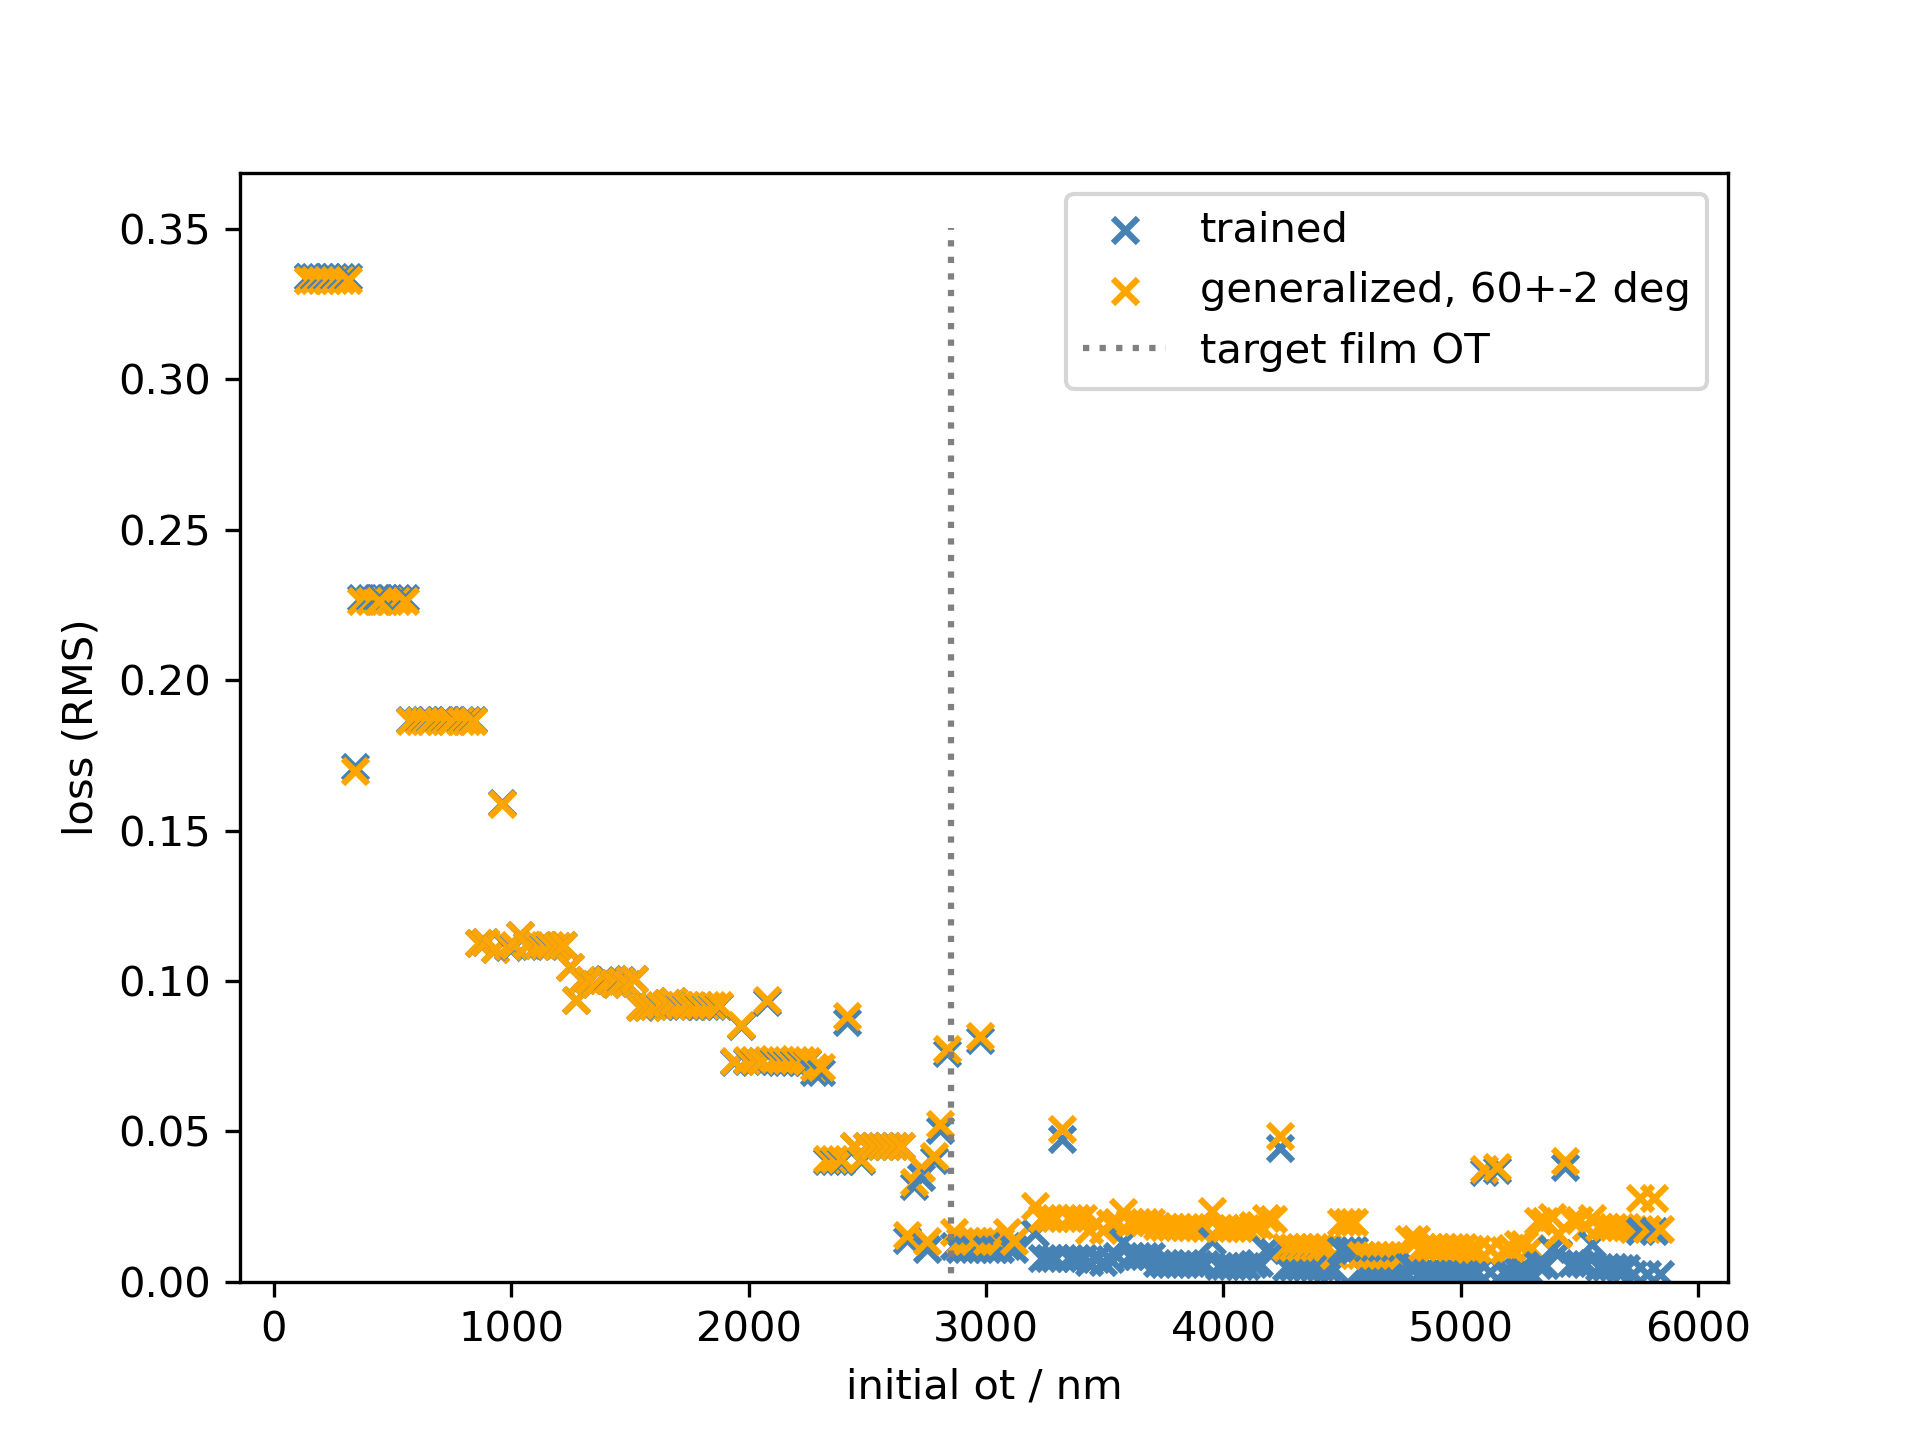 trained
generalized, 60+-2 deg
target film OT
0.35
0.30
0.25
0.20
0.15
0.10
0.05
0.00
loss (RMS)
0 1000 2000 3000 4000 5000 6000
initial ot / nm